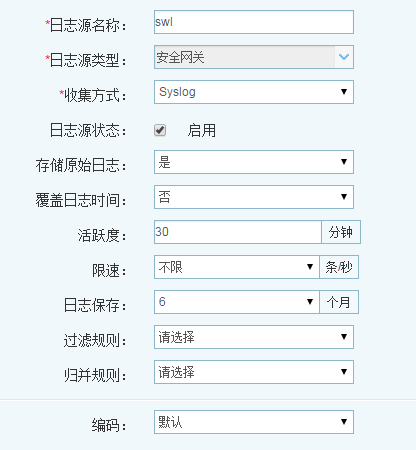 *日志源名称： swl
*日志源类型： 安全网关
*收集方式： Syslog
日志源状态： 启用
存储原始日志： 是
覆盖日志时间： 否
活跃度： 30 分钟
限速： 不限 条/秒
日志保存： 6 个月
过滤规则： 请选择
归并规则： 请选择
编码： 默认